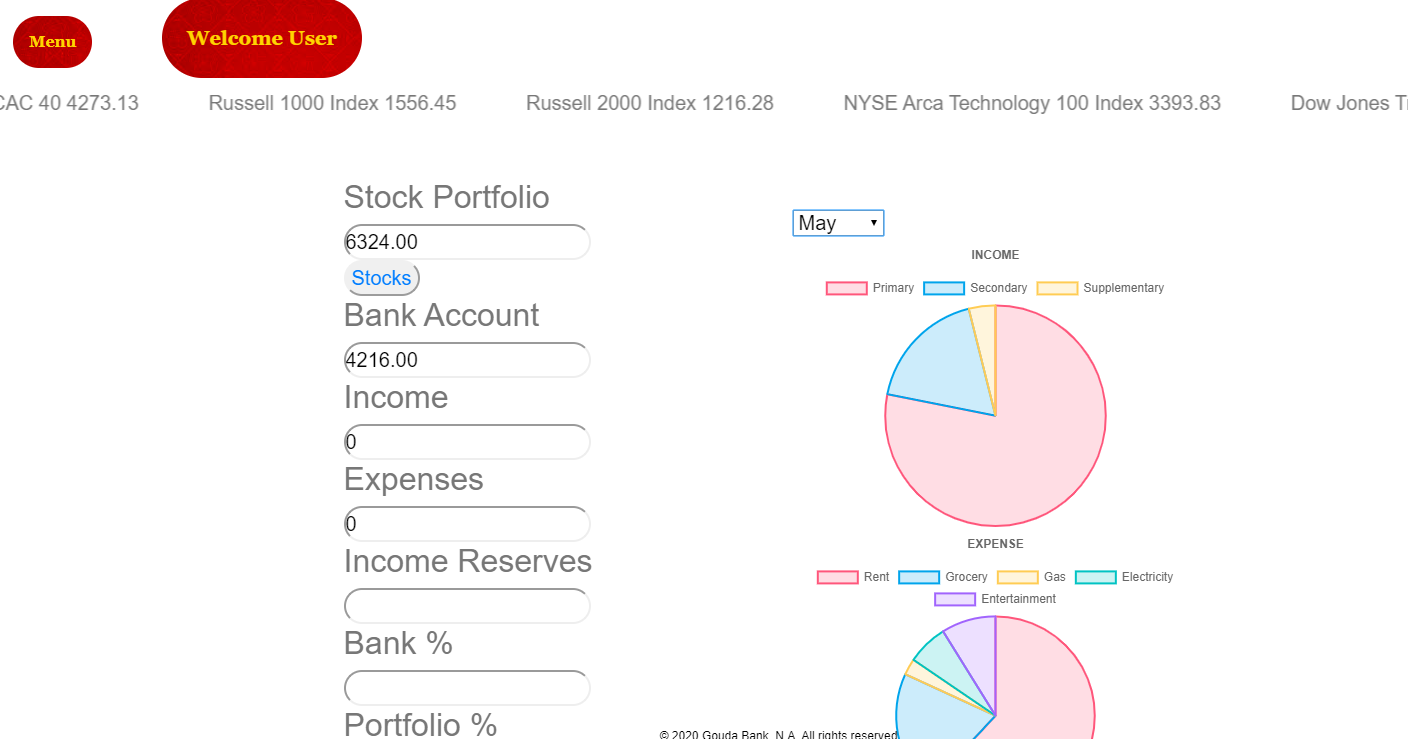 Menu
Welcome User
CAC 40 4273.13 Russell 1000 Index 1556.45 Russell 2000 Index 1216.28 NYSE Arca Technology 100 Index 3393.83 Dow Jones
Stock Portfolio
6324.00
Stocks
Bank Account
4216.00
Income
0
Expenses
0
Income Reserves
Bank %
Portfolio %
May
INCOME
Primary Secondary Supplementary
EXPENSE
Rent Grocery Gas Electricity
Entertainment
© 2020 Gouda Bank, N.A. All rights reserved